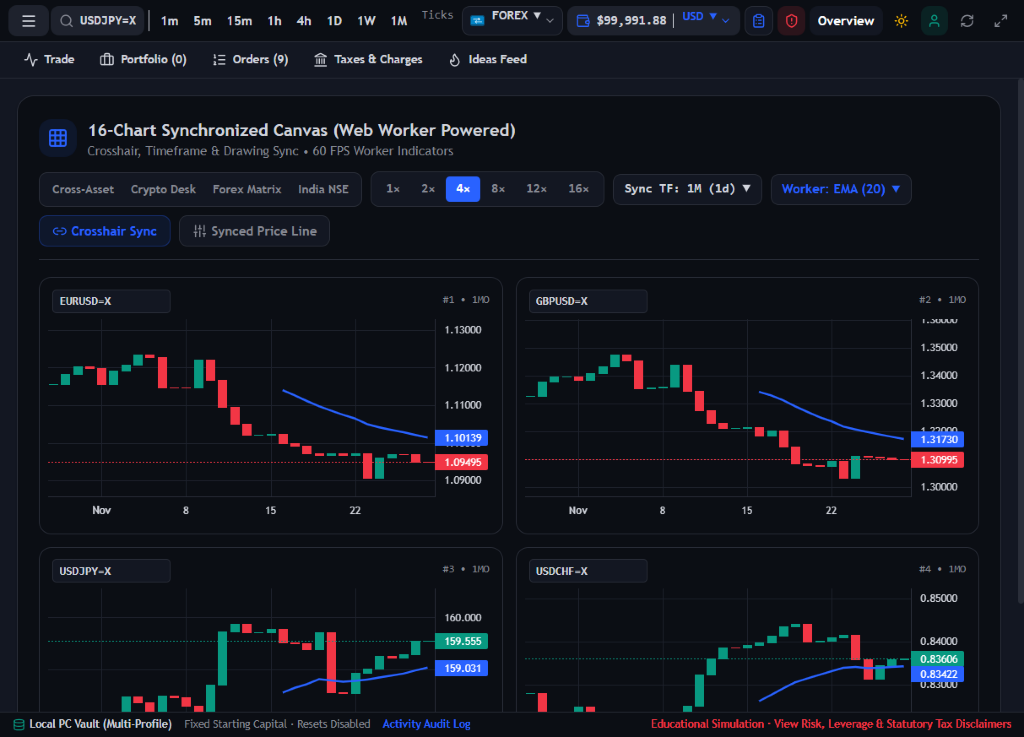 USDJPY=X 1m 5m 15m 1h 4h 1D 1W 1M Ticks FOREX ▼ $99,991.88 USD ▼ Overview
Trade Portfolio (0) Orders (9) Taxes & Charges Ideas Feed
16-Chart Synchronized Canvas (Web Worker Powered)
Crosshair, Timeframe & Drawing Sync • 60 FPS Worker Indicators
Cross-Asset Crypto Desk Forex Matrix India NSE 1× 2× 4× 8× 12× 16× Sync TF: 1M (1d) ▼ Worker: EMA (20) ▼
Crosshair Sync Synced Price Line
EURUSD=X #1 • 1MO
1.13000
1.12000
1.11000
1.10139
1.09495
1.09000
Nov 8 15 22
GBPUSD=X #2 • 1MO
1.36000
1.35000
1.34000
1.33000
1.32000
1.31730
1.30995
1.30000
Nov 8 15 22
USDJPY=X #3 • 1MO
160.000
159.555
159.031
USDCHF=X #4 • 1MO
0.85000
0.84000
0.83606
0.83422
0.83000
Local PC Vault (Multi-Profile) Fixed Starting Capital · Resets Disabled Activity Audit Log Educational Simulation · View Risk, Leverage & Statutory Tax Disclaimers